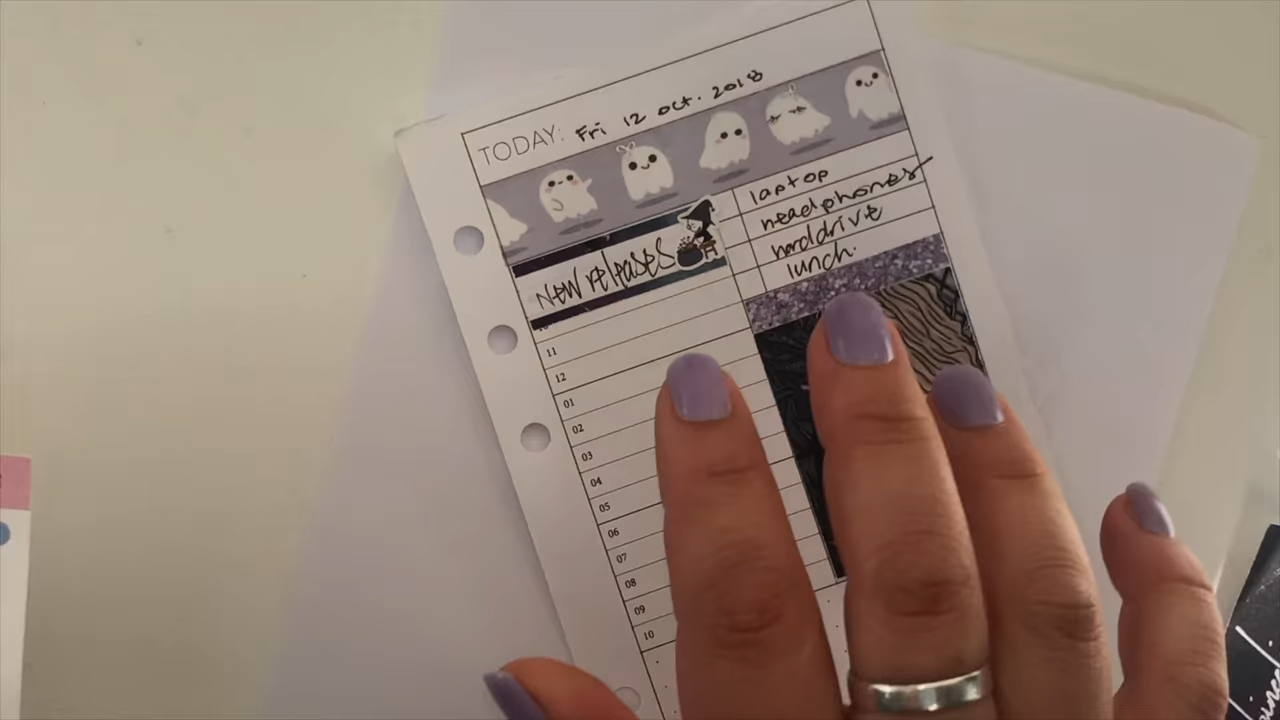 TODAY: Fri 12 Oct. 2018
laptop
headphones
harddrive
lunch.
New releases
10
11
12
01
02
03
04
05
06
07
08
09
10